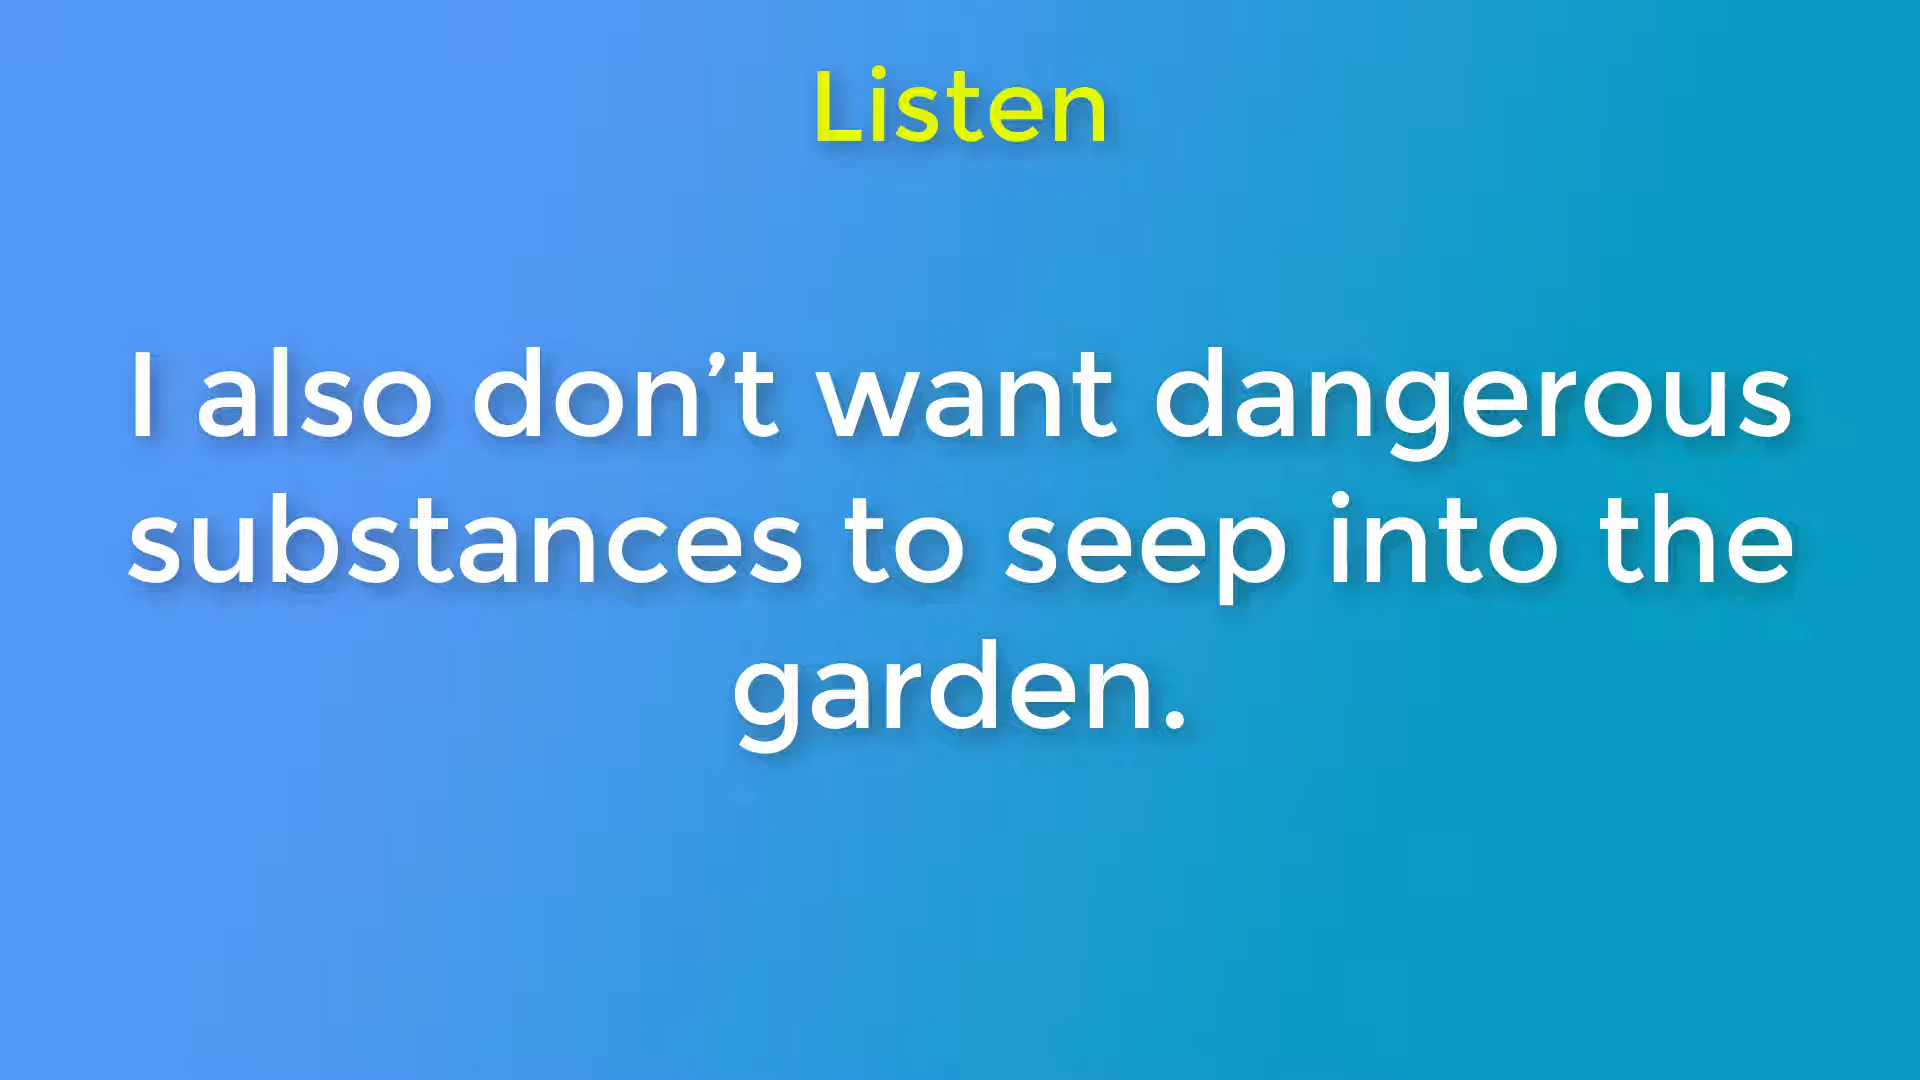 Listen
I also don’t want dangerous
substances to seep into the
garden.